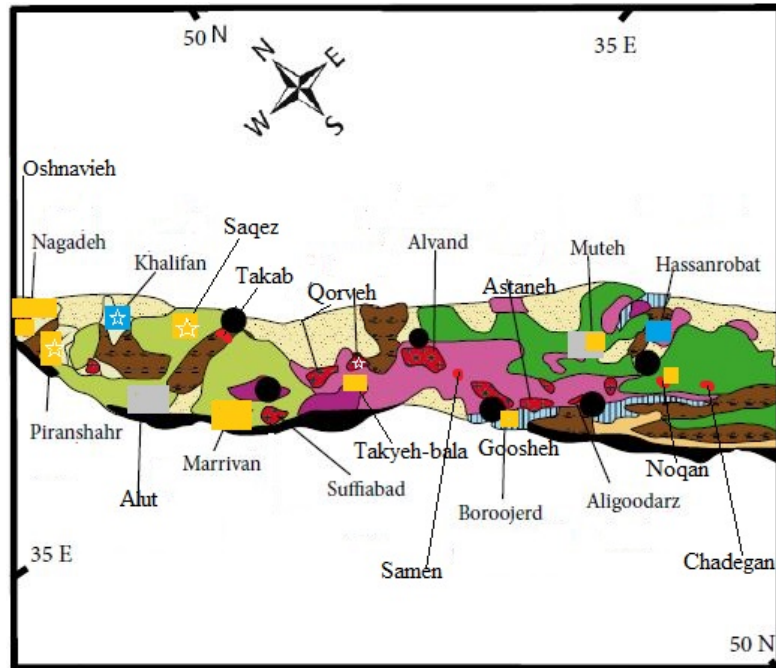 50 N
35 E
N
E
W
S
Oshnavieh
Nagadeh
Khalifan
Saqez
Takab
Qorveh
Alvand
Astaneh
Muteh
Hassanrobat
Piranshahr
Alut
Marrivan
Suffiabad
Takyeh-bala
Samen
Goosheh
Boroojerd
Aligoodarz
Noqan
Chadegan
35 E
50 N